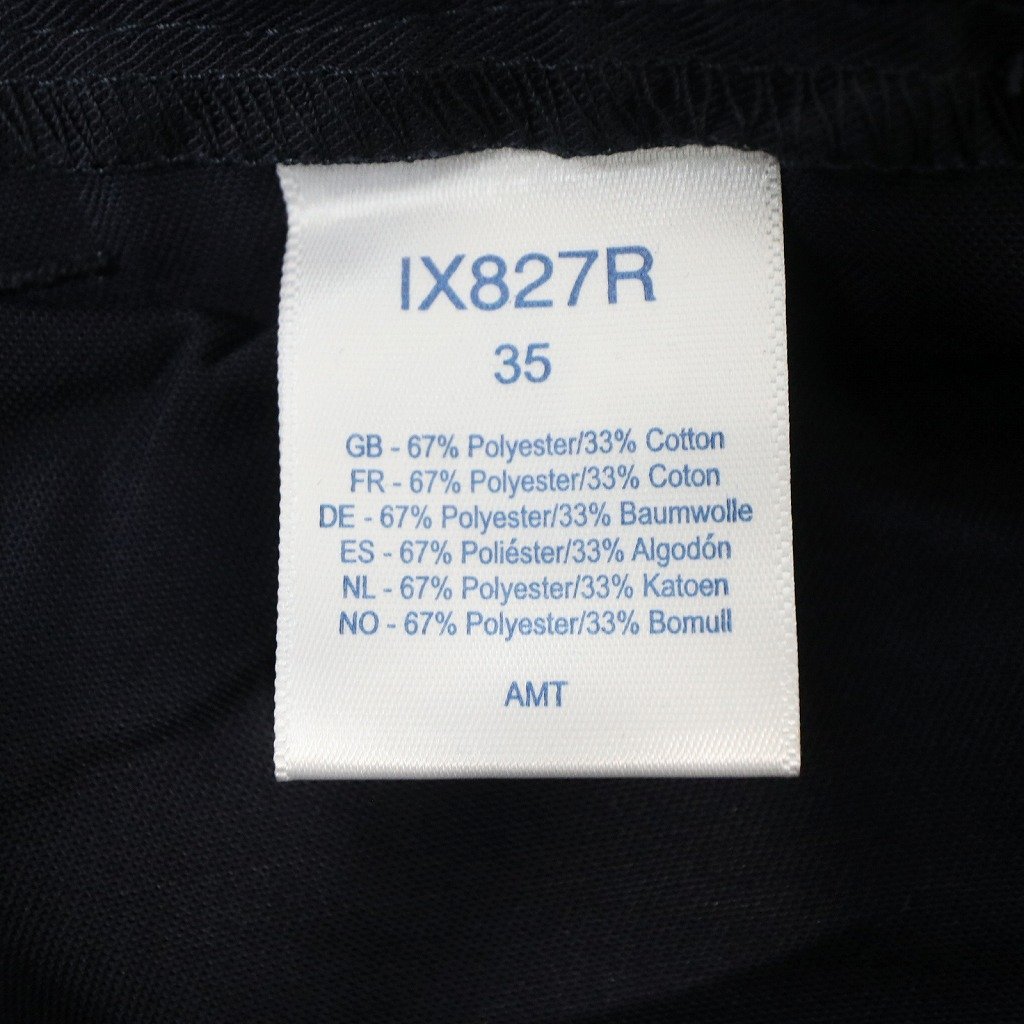 IX827R
35
GB - 67% Polyester/33% Cotton
FR - 67% Polyester/33% Coton
DE - 67% Polyester/33% Baumwolle
ES - 67% Poliéster/33% Algodón
NL - 67% Polyester/33% Katoen
NO - 67% Polyester/33% Bomull
AMT